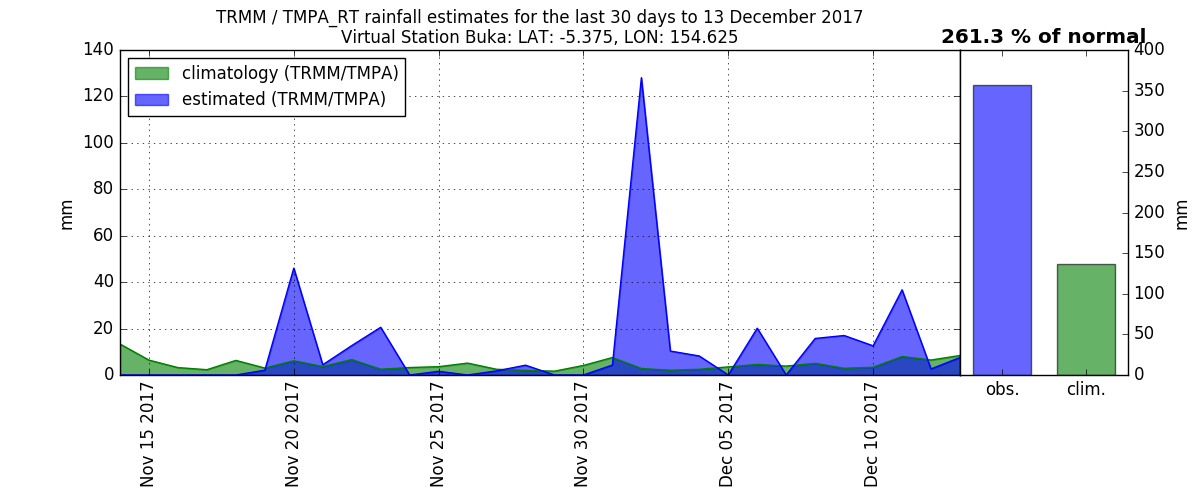 TRMM / TMPA_RT rainfall estimates for the last 30 days to 13 December 2017
Virtual Station Buka: LAT: -5.375, LON: 154.625
261.3 % of normal
climatology (TRMM/TMPA)
estimated (TRMM/TMPA)
mm
140
120
100
80
60
40
20
0
Nov 15 2017
Nov 20 2017
Nov 25 2017
Nov 30 2017
Dec 05 2017
Dec 10 2017
400
350
300
250
200
150
100
50
0
mm
obs.
clim.